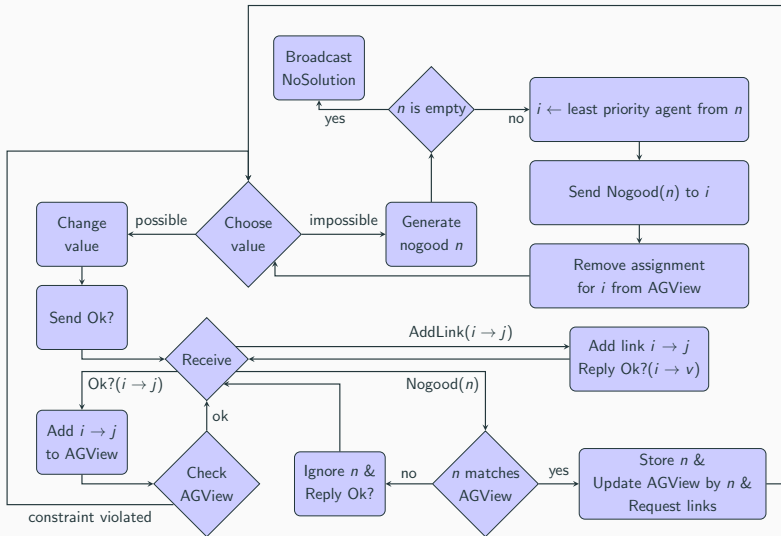 Broadcast
NoSolution
n is empty
yes
no
i ← least priority agent from n
Send Nogood(n) to i
Change
value
possible
Choose
value
impossible
Generate
nogood n
Remove assignment
for i from AGView
Send Ok?
Receive
AddLink(i → j)
Add link i → j
Reply Ok?(i → v)
Ok?(i → j)
Nogood(n)
ok
Add i → j
to AGView
Check
AGView
Ignore n &
Reply Ok?
no
n matches
AGView
yes
Store n &
Update AGView by n &
Request links
constraint violated